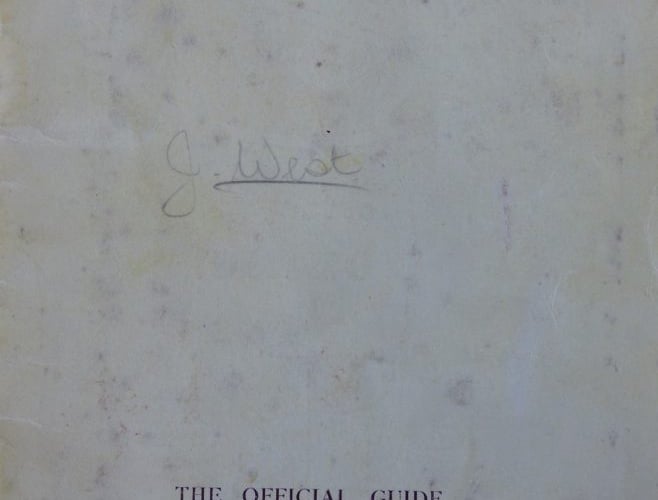 J. West
THE OFFICIAL GUIDE